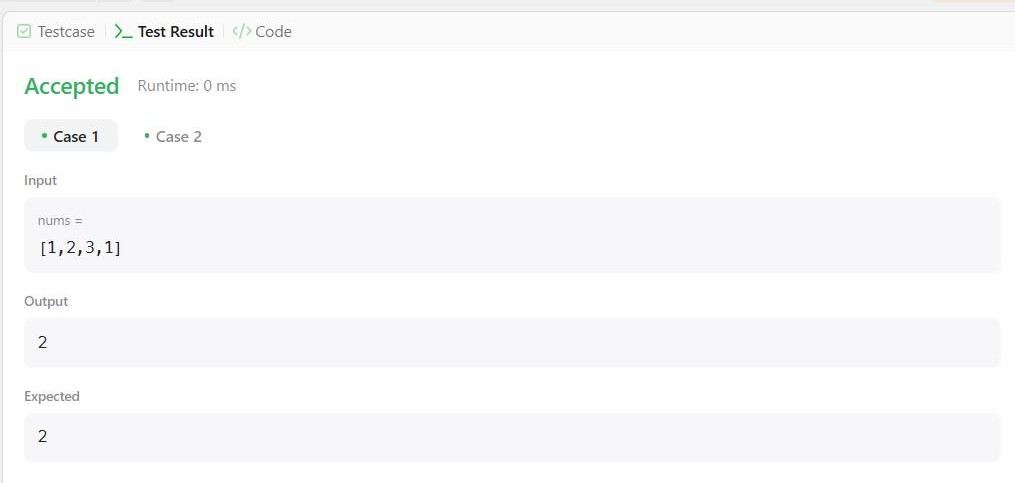 Testcase Test Result Code
Accepted Runtime: 0 ms
Case 1 Case 2
Input
nums =
[1,2,3,1]
Output
2
Expected
2